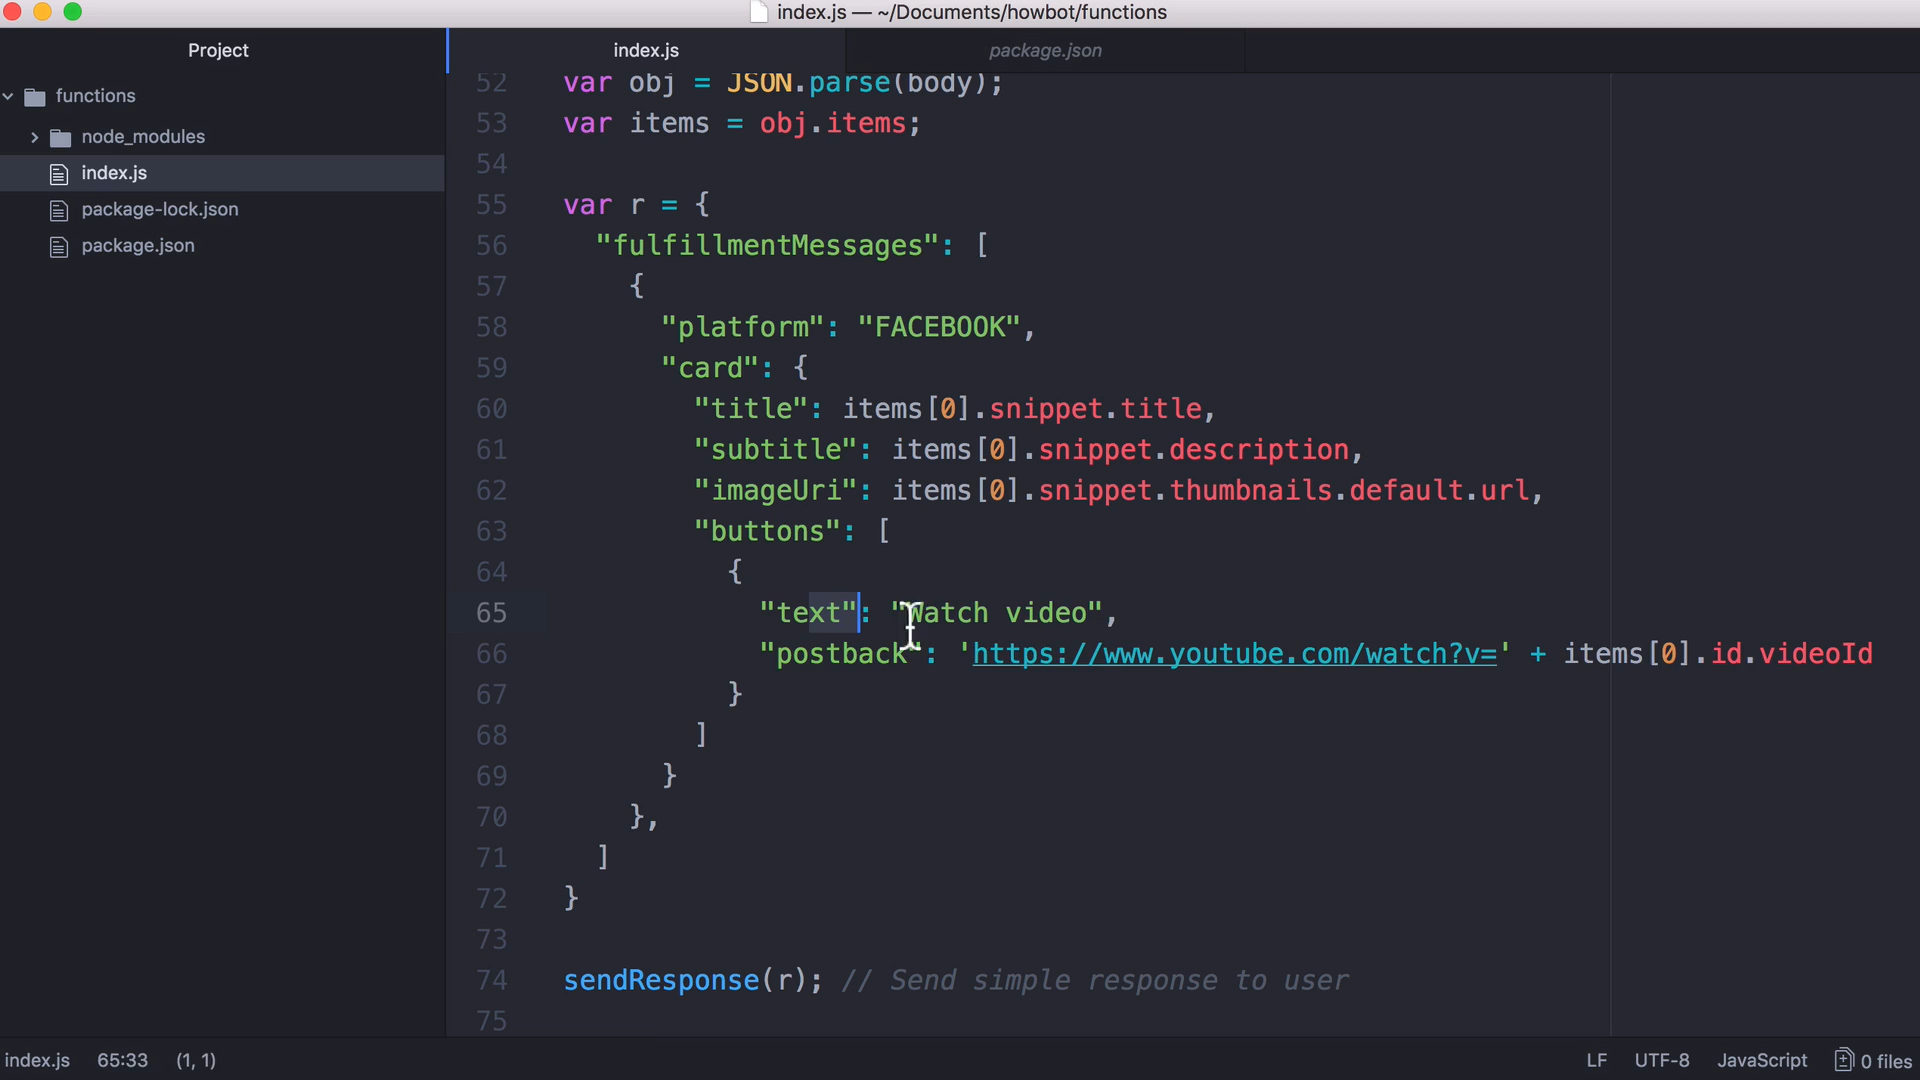 index.js — ~/Documents/howbot/functions
Project
index.js
package.json
functions
node_modules
index.js
package-lock.json
package.json
52 var obj = JSON.parse(body);
53 var items = obj.items;
54
55 var r = {
56 "fulfillmentMessages": [
57 {
58 "platform": "FACEBOOK",
59 "card": {
60 "title": items[0].snippet.title,
61 "subtitle": items[0].snippet.description,
62 "imageUri": items[0].snippet.thumbnails.default.url,
63 "buttons": [
64 {
65 "text": "Watch video",
66 "postback": 'https://www.youtube.com/watch?v=' + items[0].id.videoId
67 }
68 ]
69 }
70 },
71 ]
72 }
73
74 sendResponse(r); // Send simple response to user
75
index.js 65:33 (1, 1) LF UTF-8 JavaScript 0 files